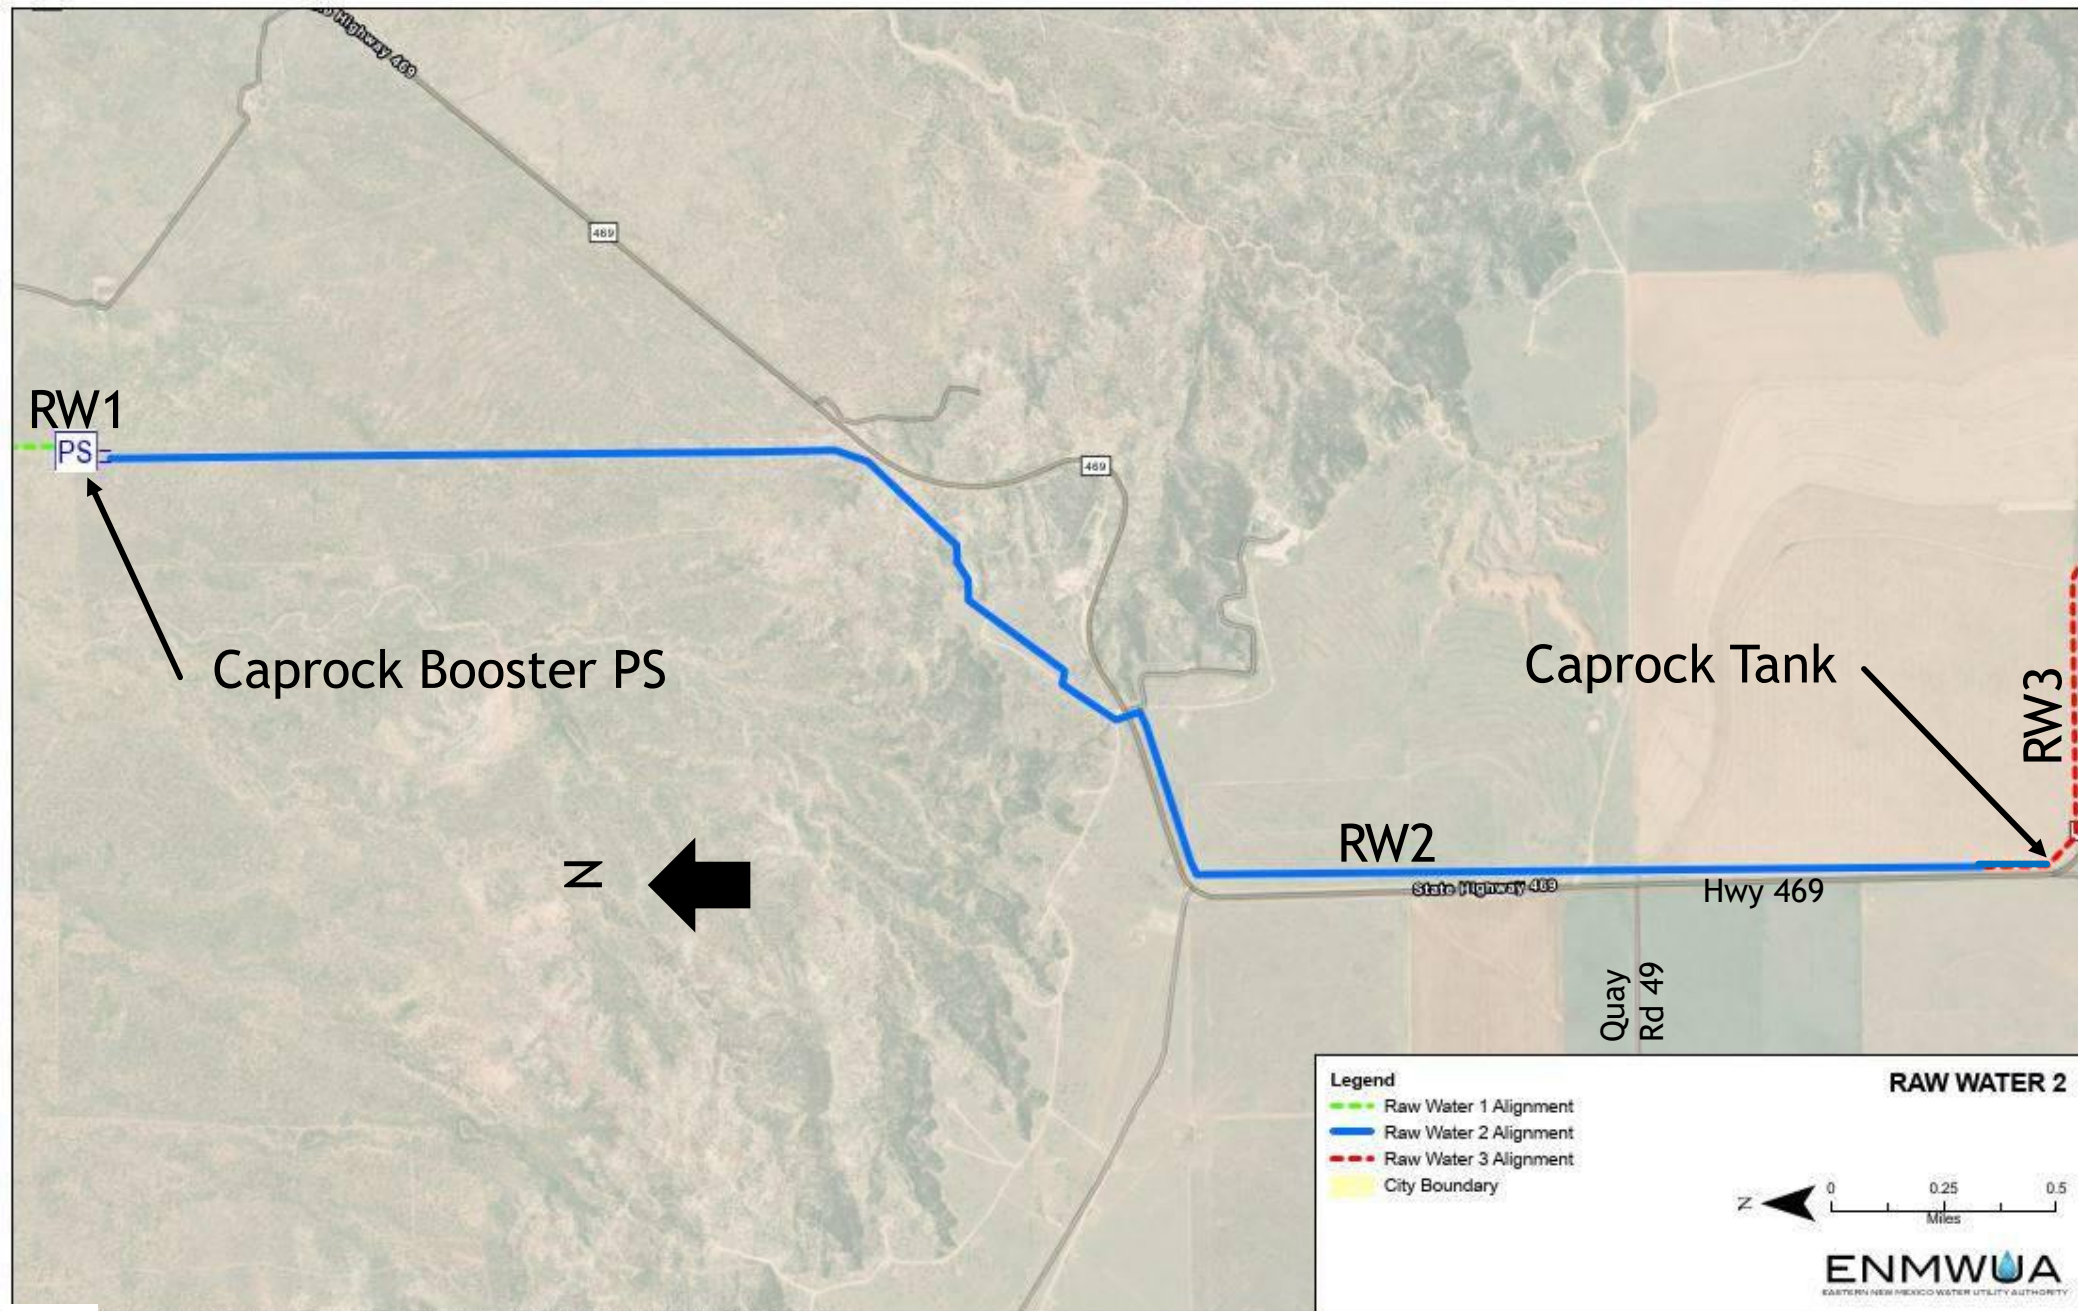 Highway 469
469
RW1
PS
469
Caprock Booster PS
Caprock Tank
RW3
RW2
N
State Highway 469
Hwy 469
Quay
Rd 49
Legend
RAW WATER 2
Raw Water 1 Alignment
Raw Water 2 Alignment
Raw Water 3 Alignment
City Boundary
N
0 0.25 0.5
Miles
ENMWUA
EASTERN NEW MEXICO WATER UTILITY AUTHORITY